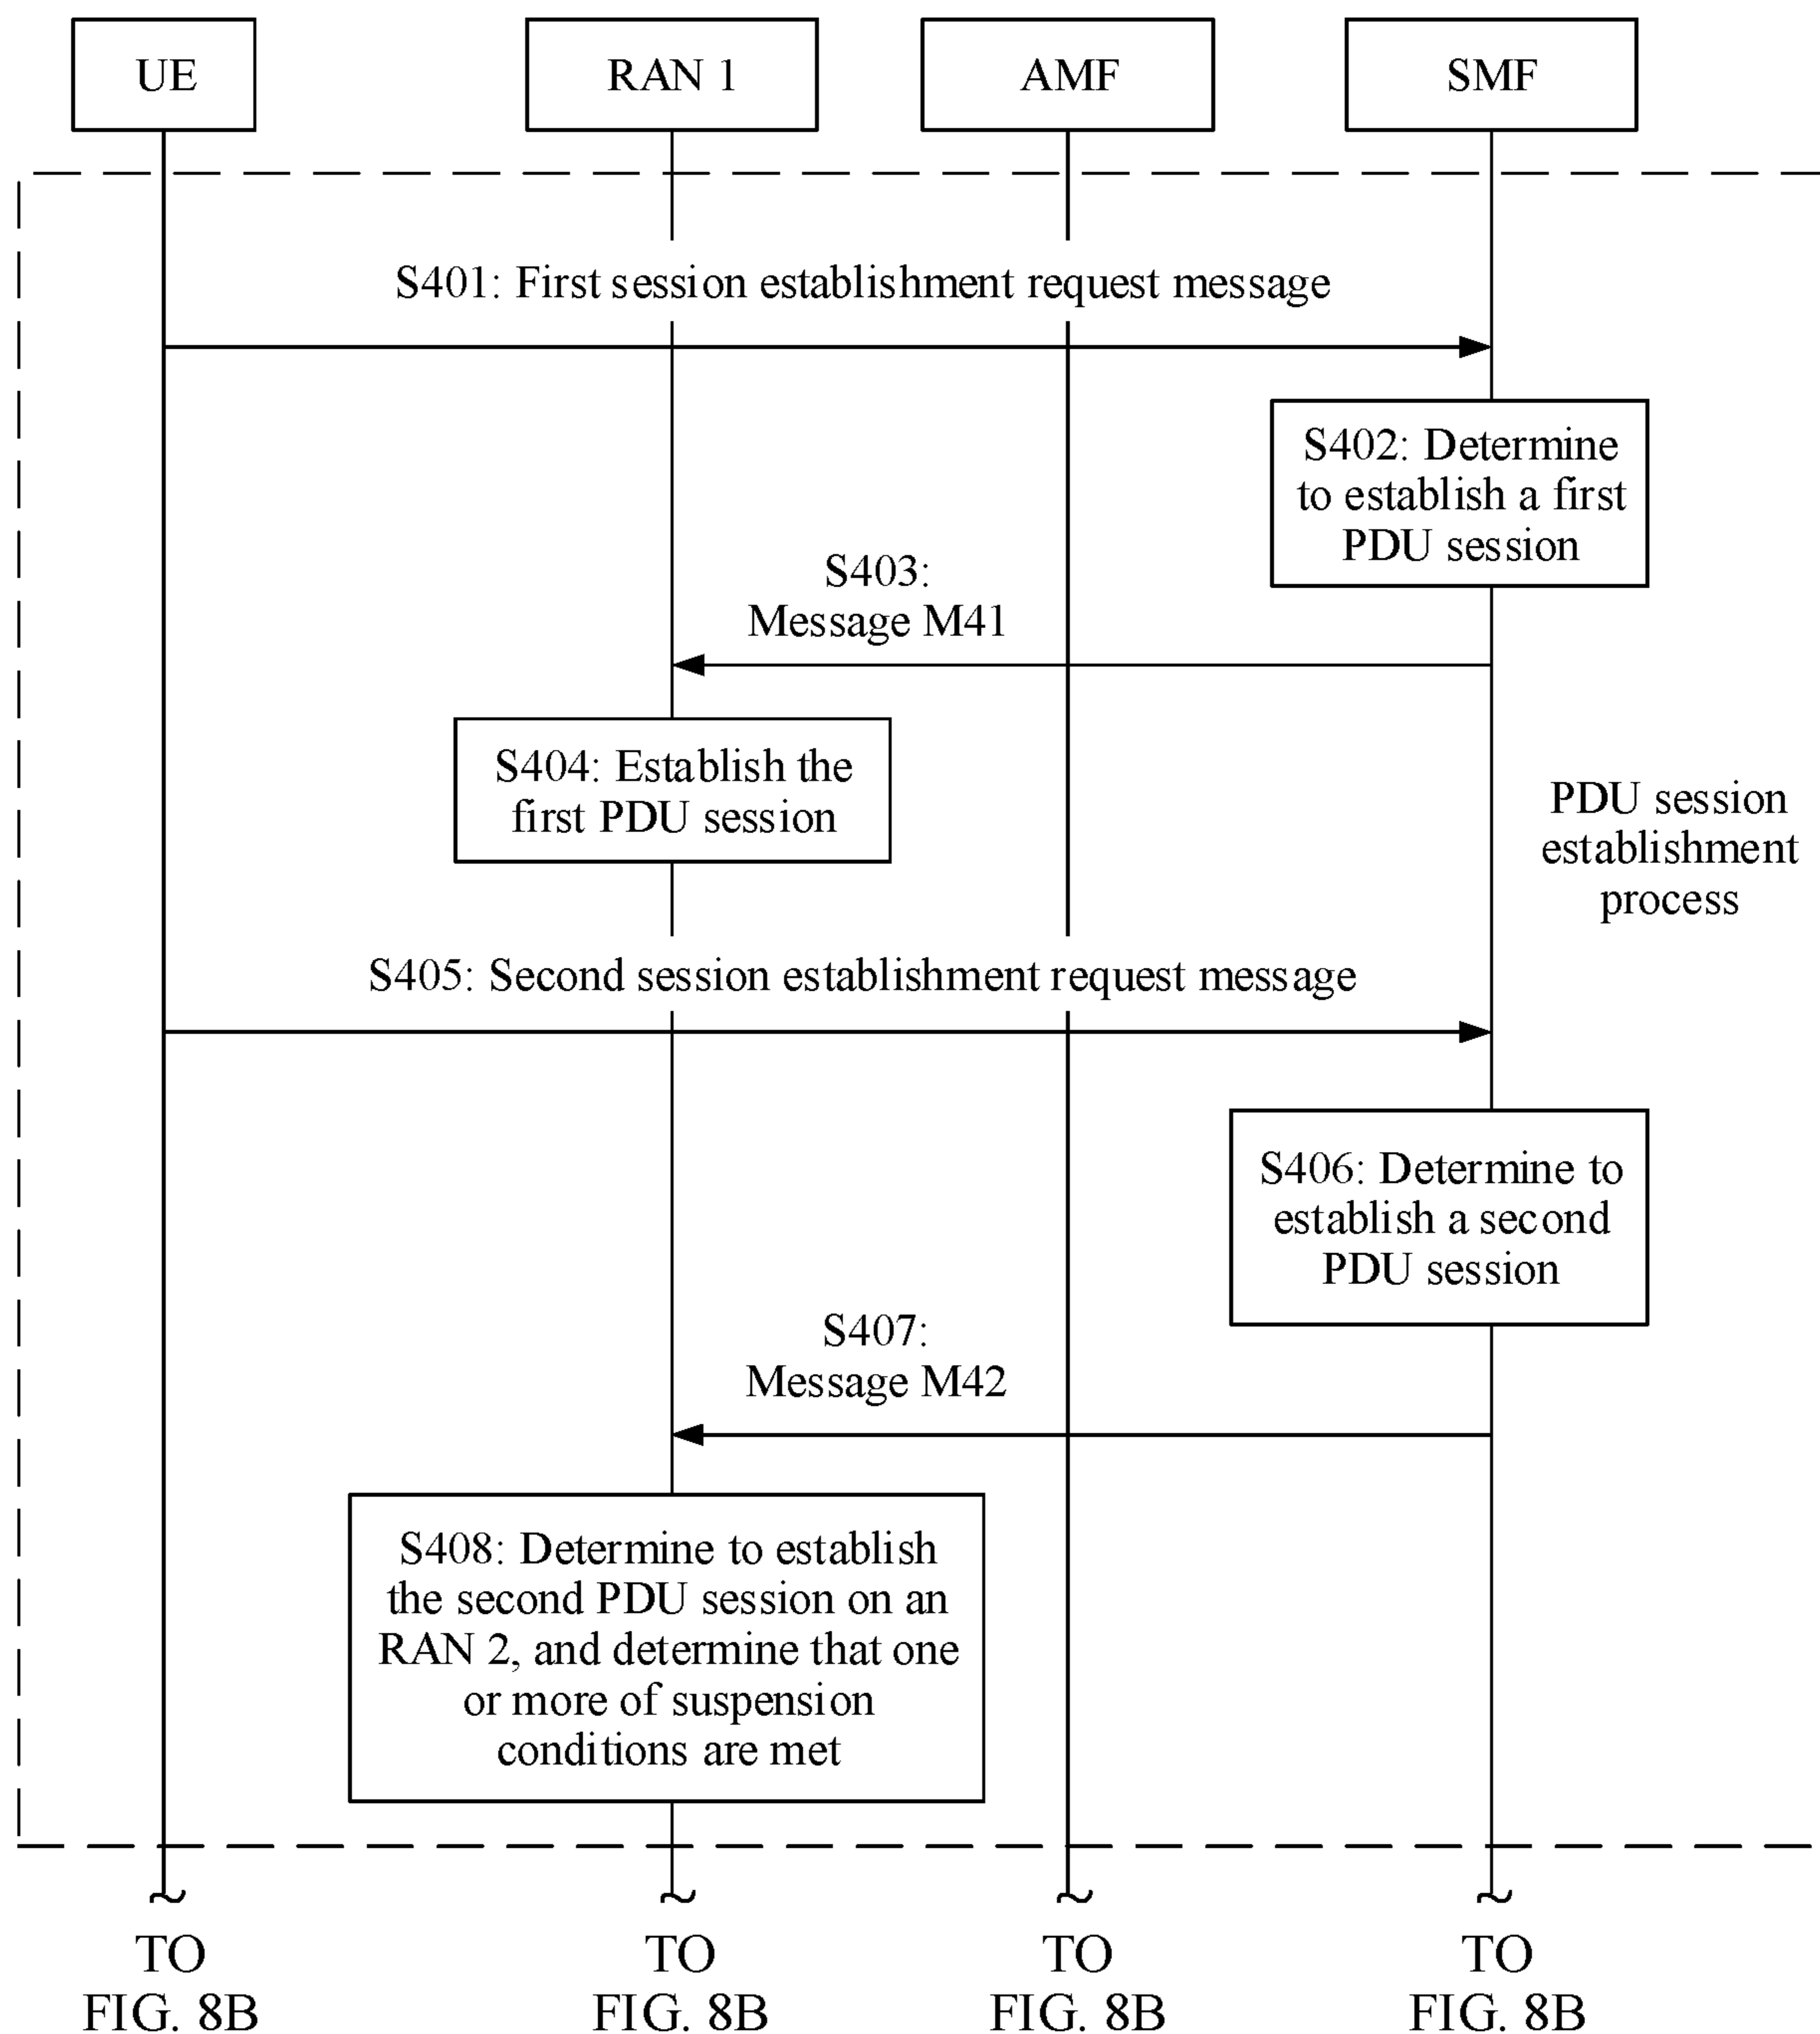 UE
RAN 1
AMF
SMF
S401: First session establishment request message
S402: Determine
to establish a first
PDU session
S403:
Message M41
S404: Establish the
first PDU session
PDU session
establishment
process
S405: Second session establishment request message
S406: Determine to
establish a second
PDU session
S407:
Message M42
S408: Determine to establish
the second PDU session on an
RAN 2, and determine that one
or more of suspension
conditions are met
~
~
~
~
TO
FIG. 8B
TO
FIG. 8B
TO
FIG. 8B
TO
FIG. 8B